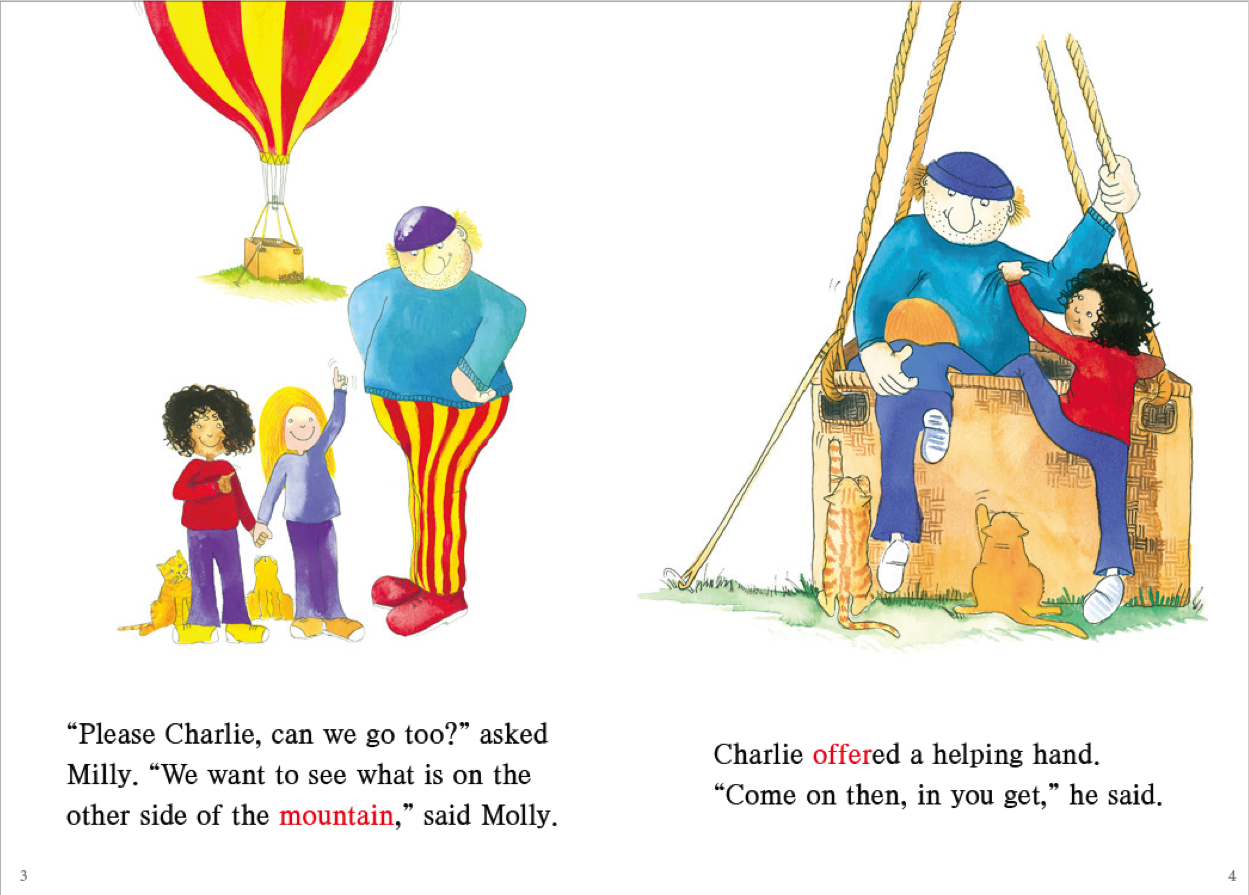 “Please Charlie, can we go too?” asked
Milly. “We want to see what is on the
other side of the mountain,” said Molly.
3
Charlie offered a helping hand.
“Come on then, in you get,” he said.
4